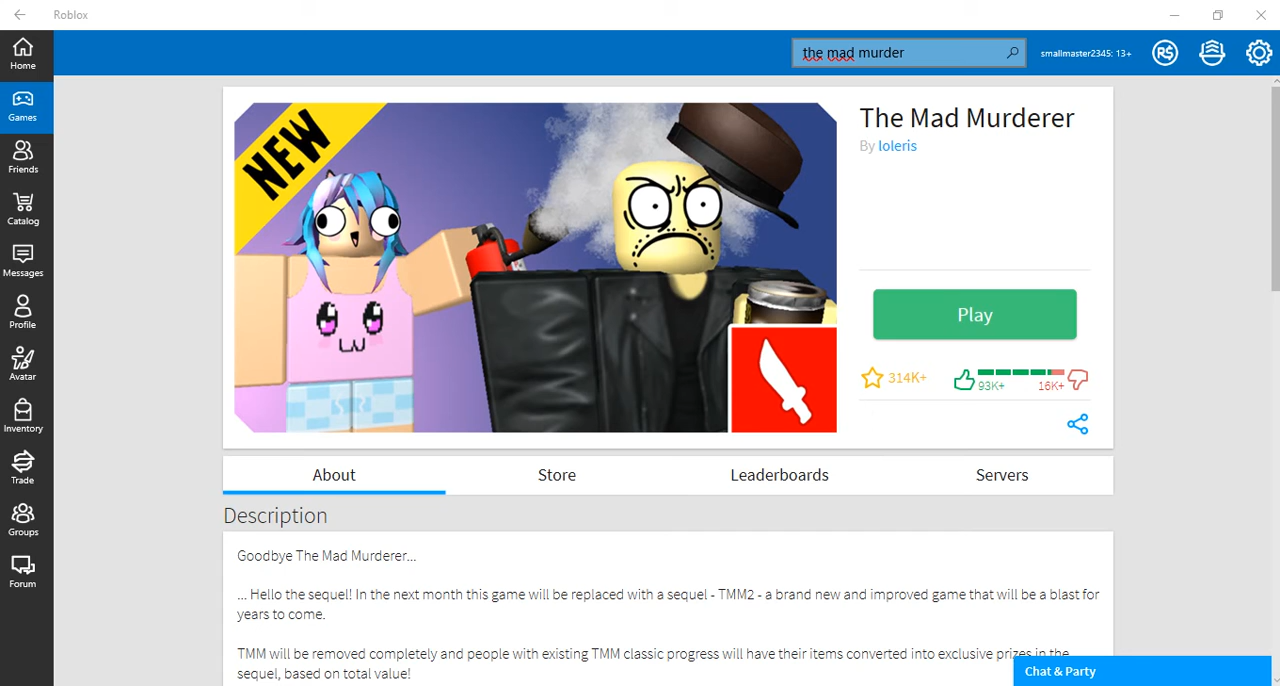 Roblox
the mad murder
smallmaster2345: 13+
R$
Home
Games
Friends
Catalog
Messages
Profile
Avatar
Inventory
Trade
Groups
Forum
NEW
The Mad Murderer
By loleris
Play
314K+
93K+
16K+
About
Store
Leaderboards
Servers
Description
Goodbye The Mad Murderer...
... Hello the sequel! In the next month this game will be replaced with a sequel - TMM2 - a brand new and improved game that will be a blast for
years to come.
TMM will be removed completely and people with existing TMM classic progress will have their items converted into exclusive prizes in the
sequel, based on total value!
Chat & Party